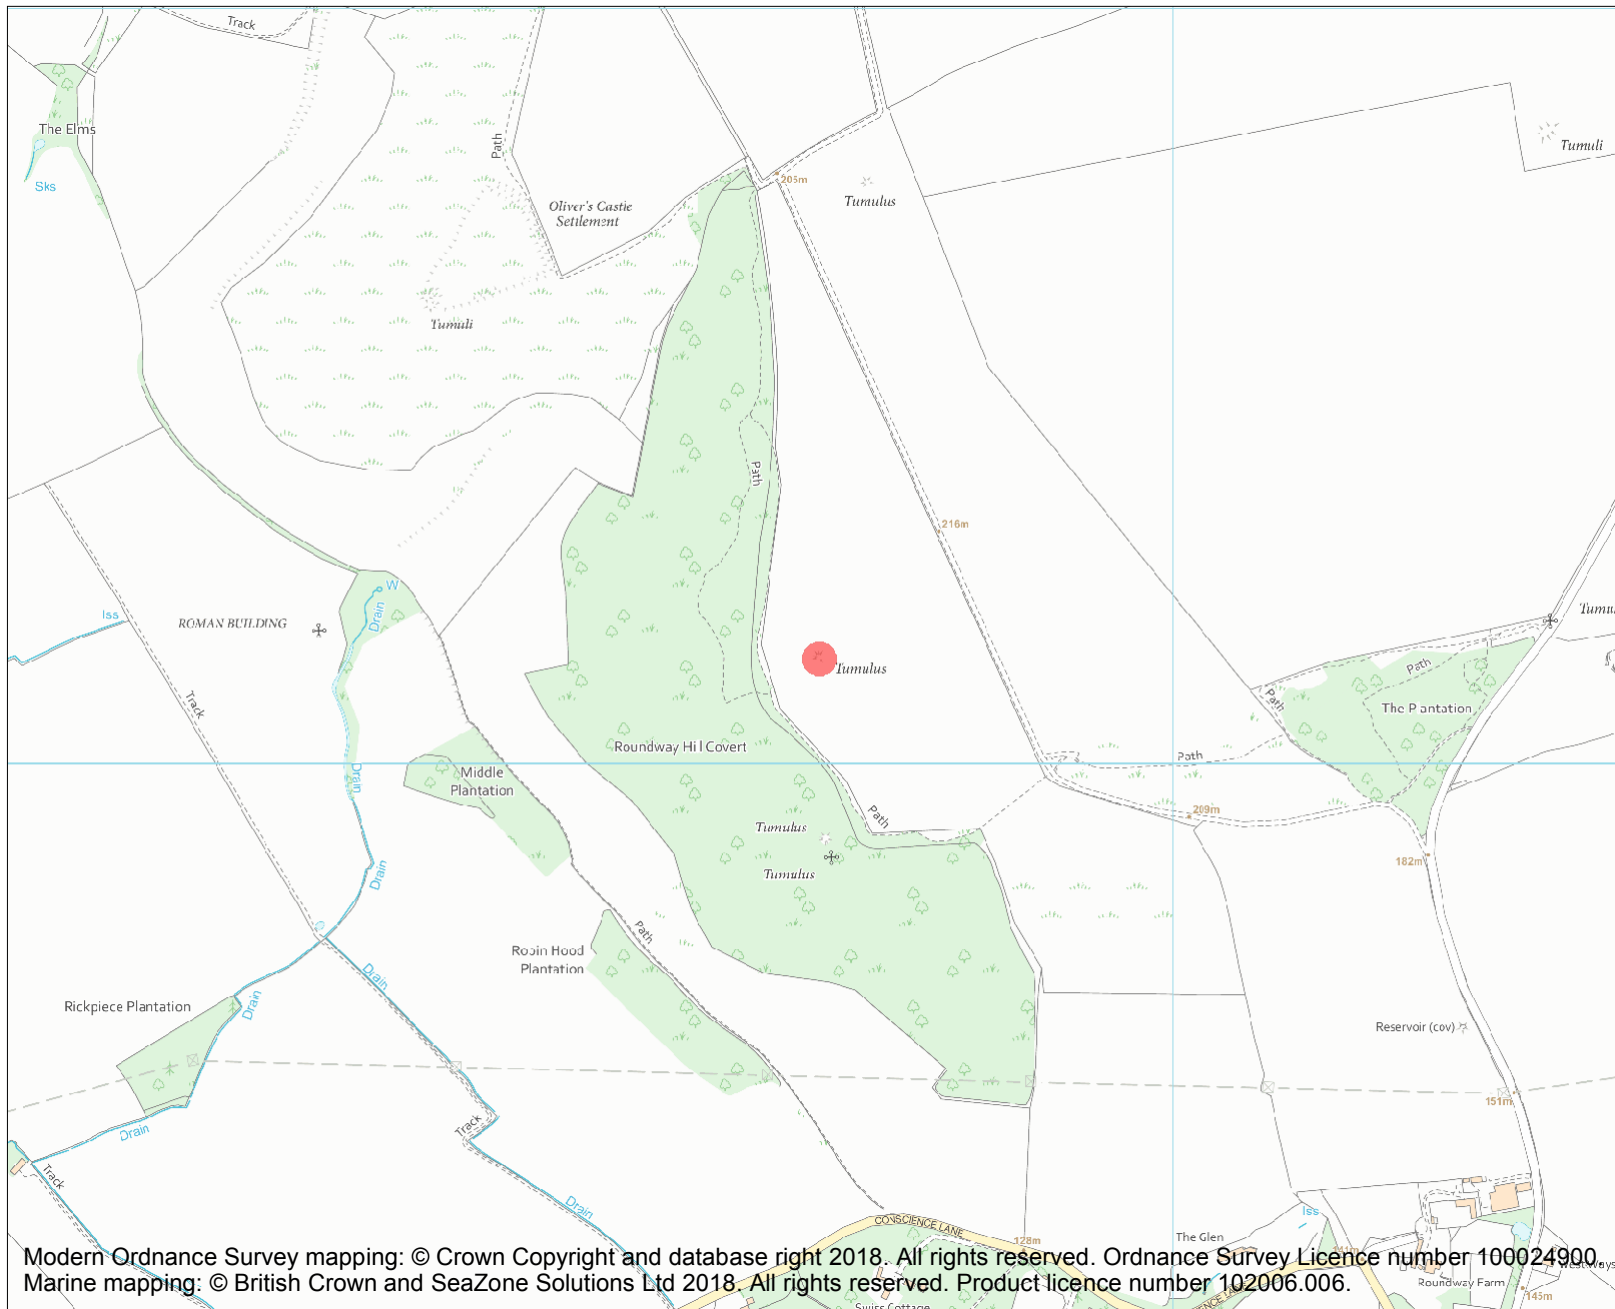 Track
The Elms
Sks
Path
Oliver's Castle
Settlement
205m
Tumulus
Tumuli
Tumuli
Path
216m
Iss
ROMAN BUILDING
W
Drain
Track
Tumulus
Path
Path
The Plantation
Roundway Hill Covert
Path
Middle
Plantation
Drain
209m
Path
Tumulus
Tumulus
182m
Drain
Path
Robin Hood
Plantation
Drain
Drain
Rickpiece Plantation
Reservoir (cov)
151m
Track
Drain
Track
Drain
CONSCIENCE LANE
128m
The Glen
Iss
Modern Ordnance Survey mapping: © Crown Copyright and database right 2018. All rights reserved. Ordnance Survey Licence number 100024900.
Marine mapping: © British Crown and SeaZone Solutions Ltd 2018. All rights reserved. Product licence number 102006.006.
Roundway Farm
145m
Swiss Cottage